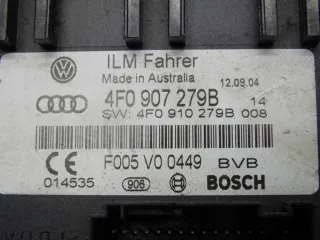 ILM Fahrer
Made in Australia 12.09.04
4F0 907 279B 14
SW: 4F0 910 279B 008
F005 V0 0449 BVB
014535 906 BOSCH